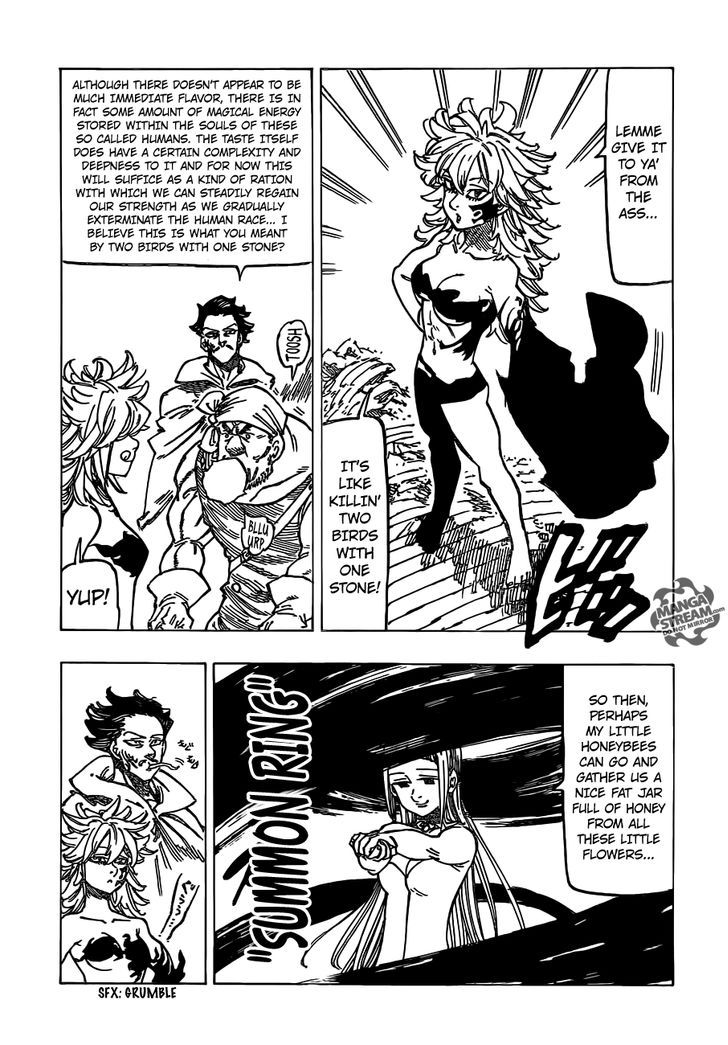 LEMME
GIVE IT
TO YA'
FROM
THE
ASS...
IT'S
LIKE
KILLIN'
TWO
BIRDS
WITH
ONE
STONE!
MANGA
STREAM.com
DO NOT MIRROR
ALTHOUGH THERE DOESN'T APPEAR TO BE
MUCH IMMEDIATE FLAVOR, THERE IS IN
FACT SOME AMOUNT OF MAGICAL ENERGY
STORED WITHIN THE SOULS OF THESE
SO CALLED HUMANS. THE TASTE ITSELF
DOES HAVE A CERTAIN COMPLEXITY AND
DEEPNESS TO IT AND FOR NOW THIS
WILL SUFFICE AS A KIND OF RATION
WITH WHICH WE CAN STEADILY REGAIN
OUR STRENGTH AS WE GRADUALLY
EXTERMINATE THE HUMAN RACE... I
BELIEVE THIS IS WHAT YOU MEANT
BY TWO BIRDS WITH ONE STONE?
TOOSH
BLLU
URP
YUP!
SO THEN,
PERHAPS
MY LITTLE
HONEYBEES
CAN GO AND
GATHER US A
NICE FAT JAR
FULL OF HONEY
FROM ALL
THESE LITTLE
FLOWERS...
"SUMMON RING"
SFX: GRUMBLE